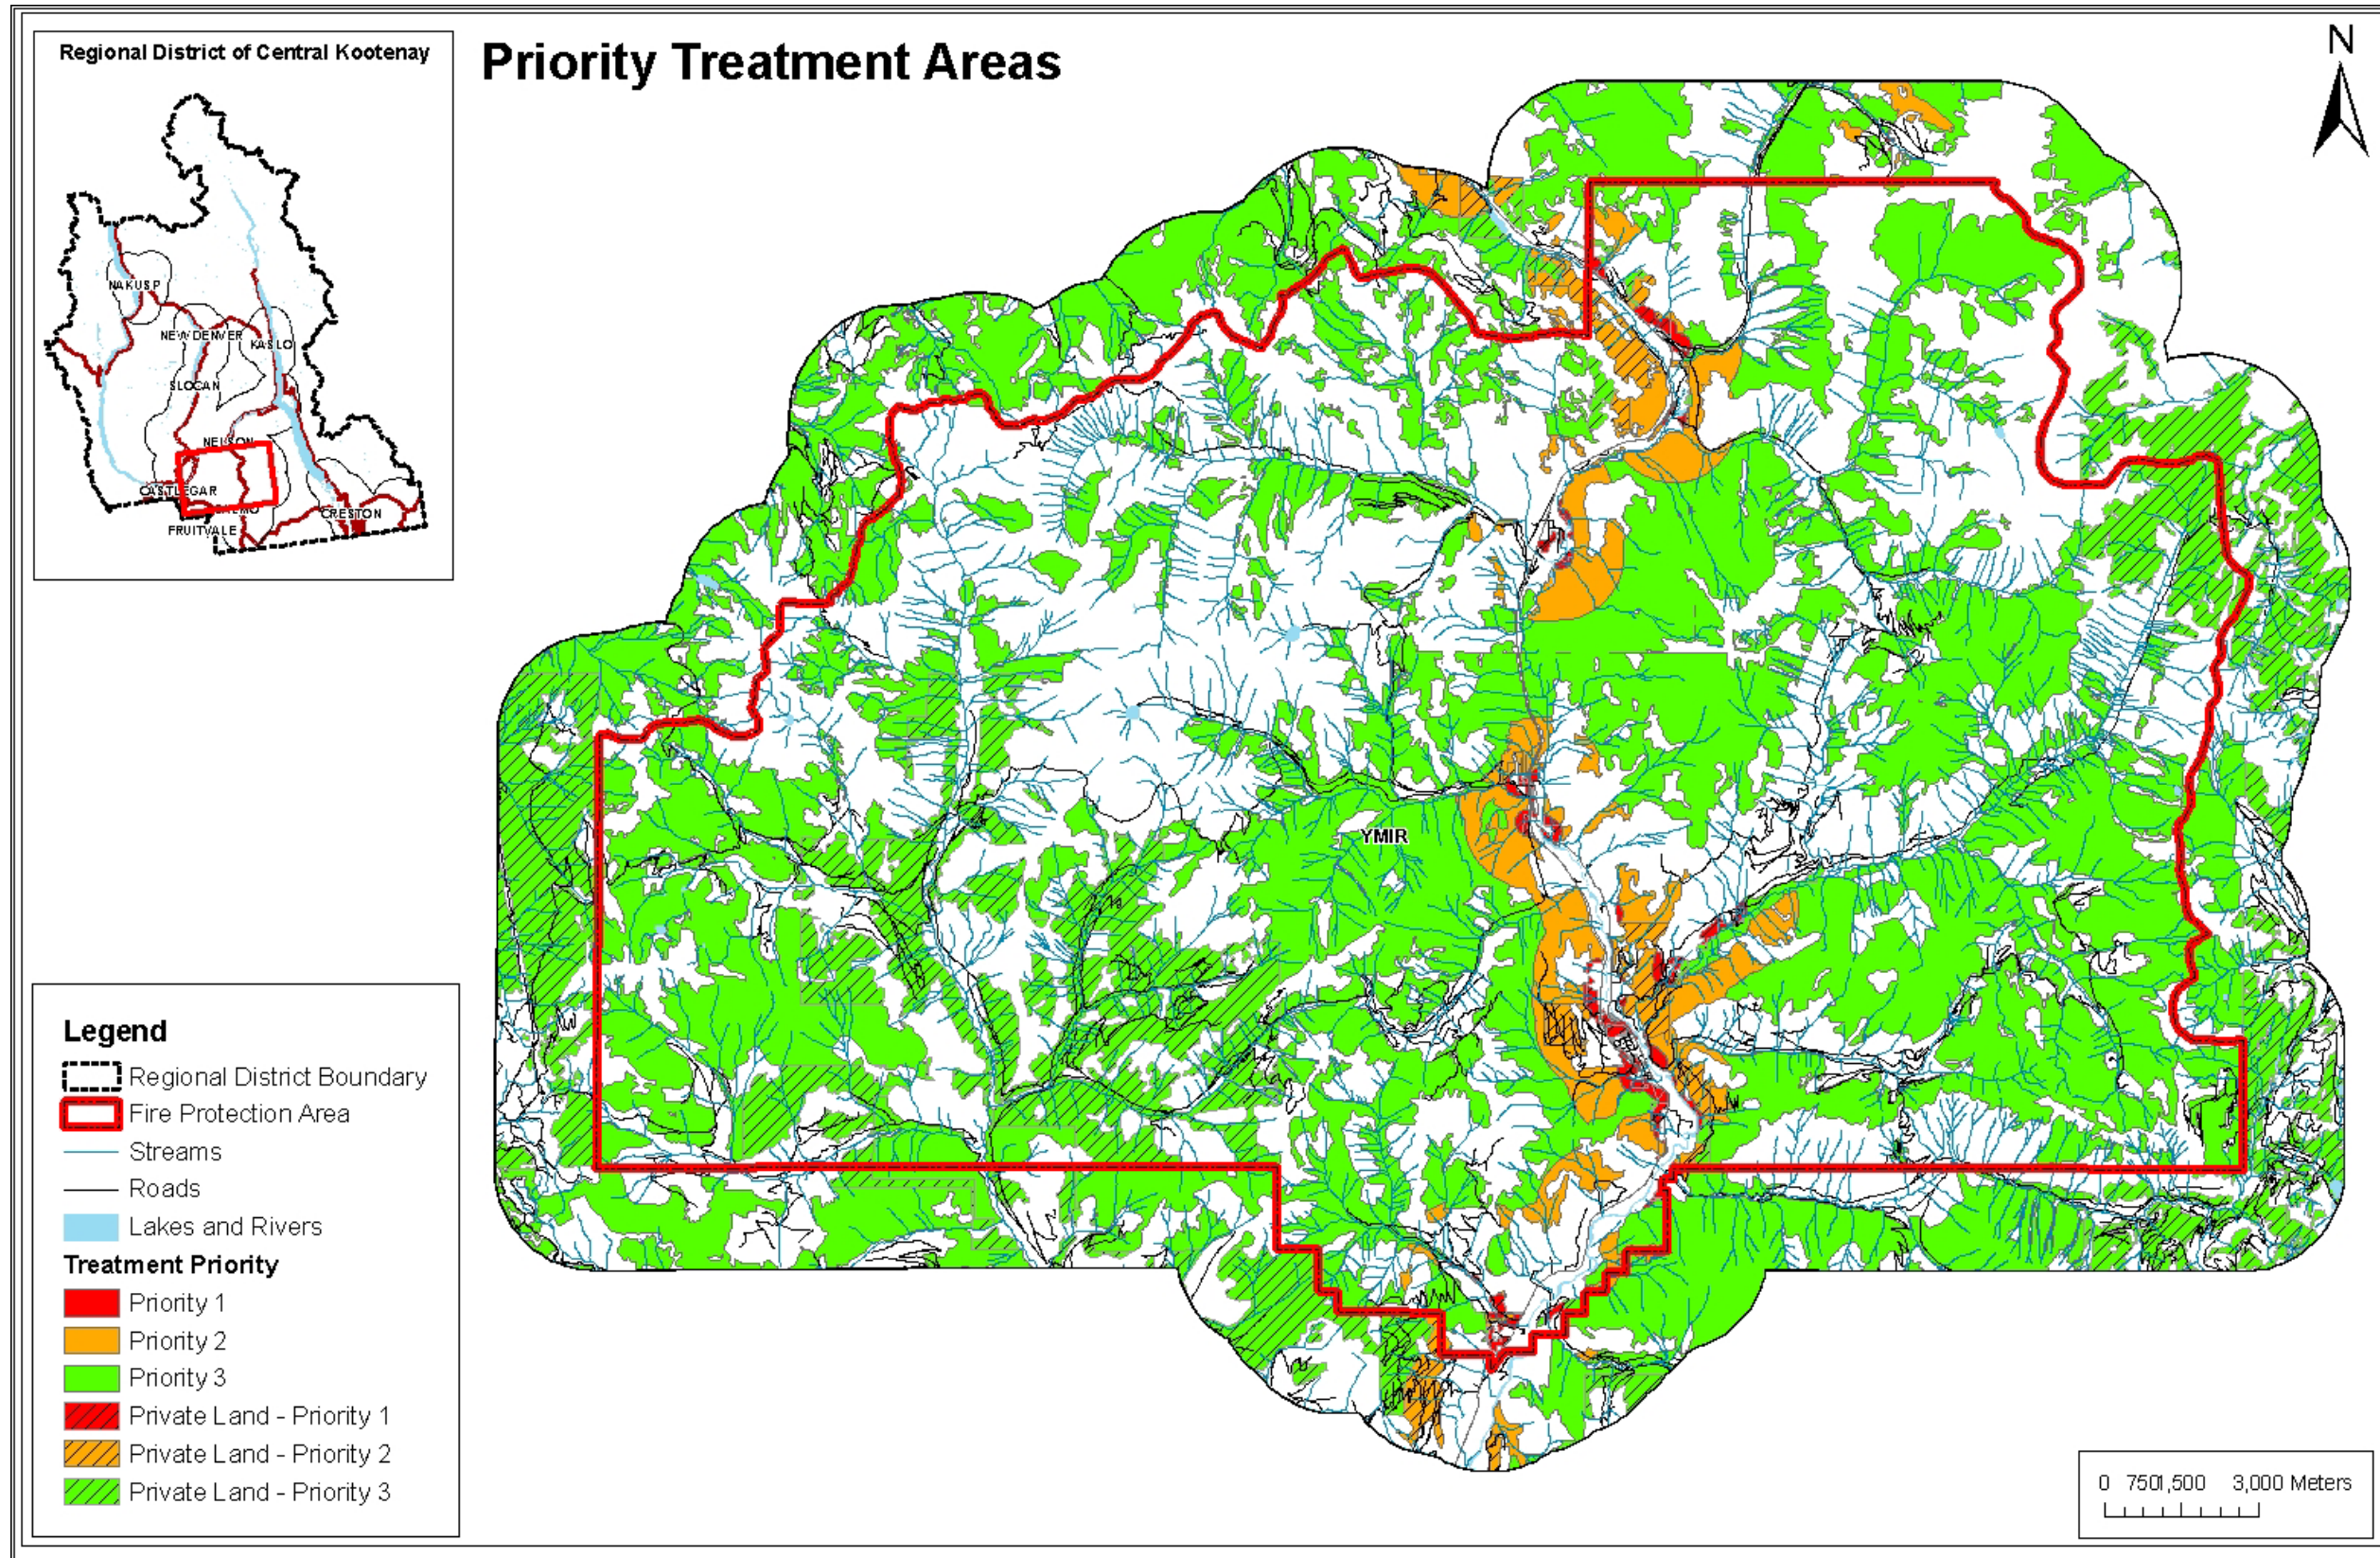 Regional District of Central Kootenay
Priority Treatment Areas
N
NAKUSP
NEW DENVER
KASLO
SLOCAN
NELSON
CASTLEGAR
CRESTON
FRUITVALE
YMIR
Legend
Regional District Boundary
Fire Protection Area
Streams
Roads
Lakes and Rivers
Treatment Priority
Priority 1
Priority 2
Priority 3
Private Land - Priority 1
Private Land - Priority 2
Private Land - Priority 3
0 750 1,500 3,000 Meters